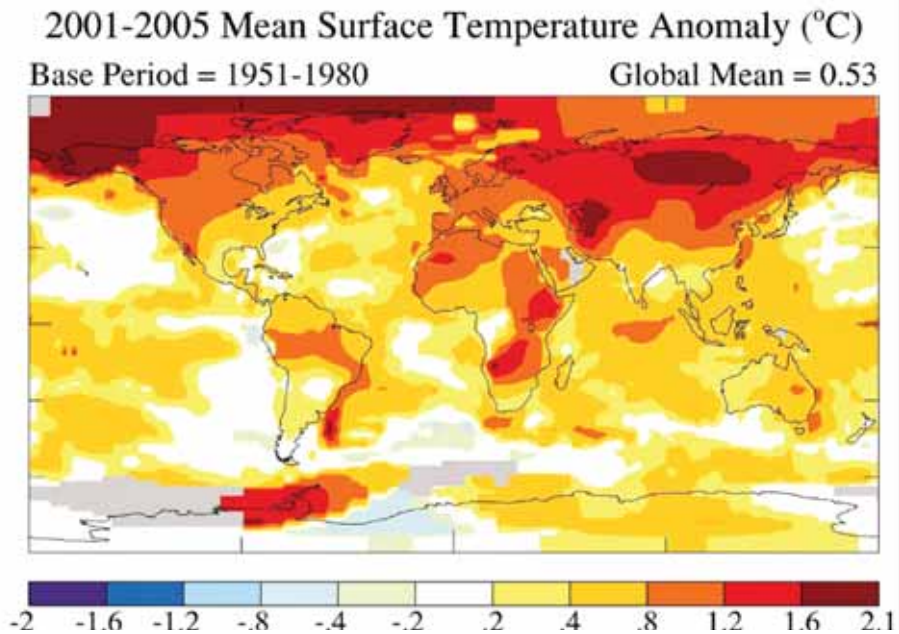 2001-2005 Mean Surface Temperature Anomaly (°C)
Base Period = 1951-1980 Global Mean = 0.53
-2 -1.6 -1.2 -.8 -.4 -.2 .2 .4 .8 1.2 1.6 2.1